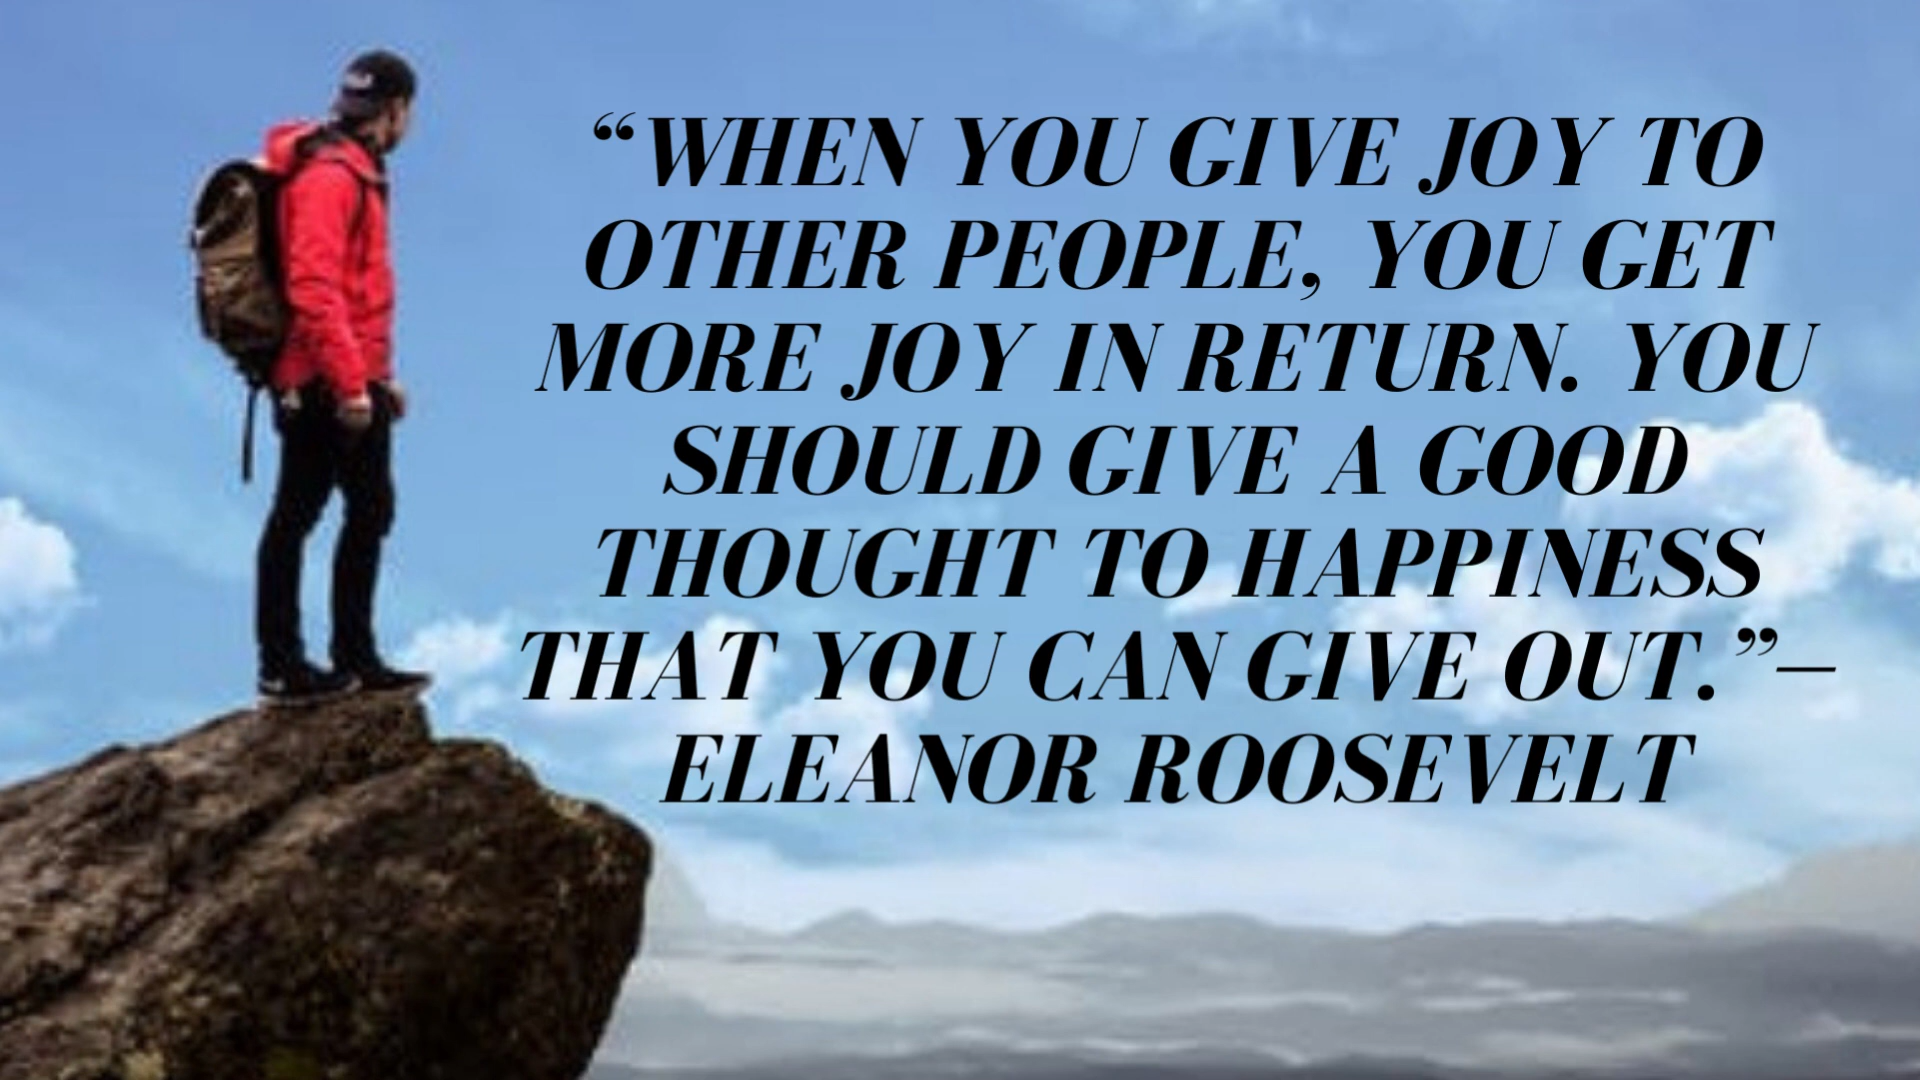 “WHEN YOU GIVE JOY TO
OTHER PEOPLE, YOU GET
MORE JOY IN RETURN. YOU
SHOULD GIVE A GOOD
THOUGHT TO HAPPINESS
THAT YOU CAN GIVE OUT.”—
ELEANOR ROOSEVELT